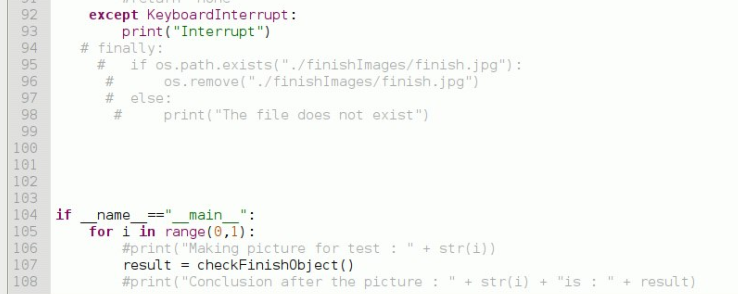 91 #return "none"
92 except KeyboardInterrupt:
93 print("Interrupt")
94 # finally:
95 # if os.path.exists("./finishImages/finish.jpg"):
96 # os.remove("./finishImages/finish.jpg")
97 # else:
98 # print("The file does not exist")
99
100
101
102
103
104 if __name__=="__main__":
105 for i in range(0,1):
106 #print("Making picture for test : " + str(i))
107 result = checkFinishObject()
108 #print("Conclusion after the picture : " + str(i) + "is : " + result)